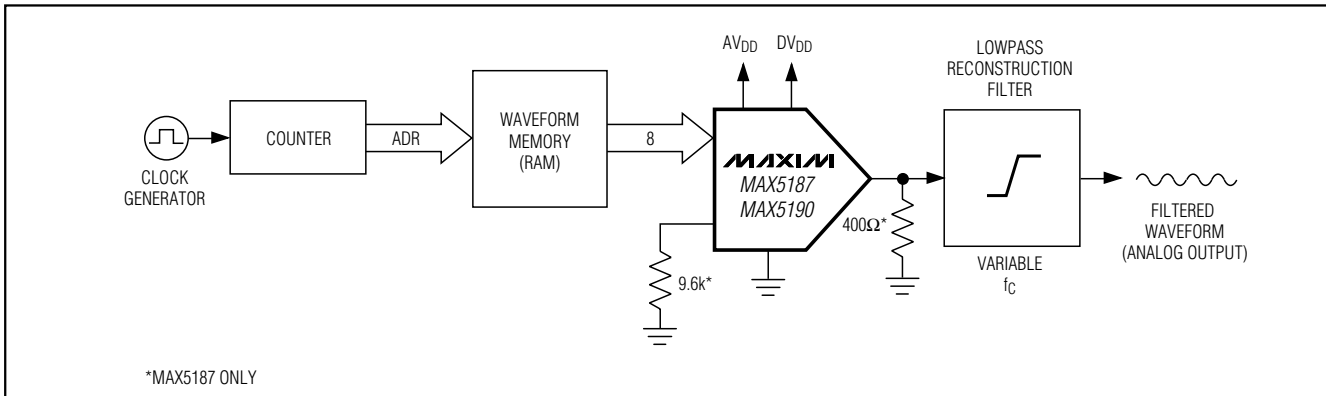 AVDD
DVDD
LOWPASS
RECONSTRUCTION
FILTER
CLOCK
GENERATOR
COUNTER
ADR
WAVEFORM
MEMORY
(RAM)
8
MAXIM
MAX5187
MAX5190
9.6k*
400Ω*
VARIABLE
fC
FILTERED
WAVEFORM
(ANALOG OUTPUT)
*MAX5187 ONLY